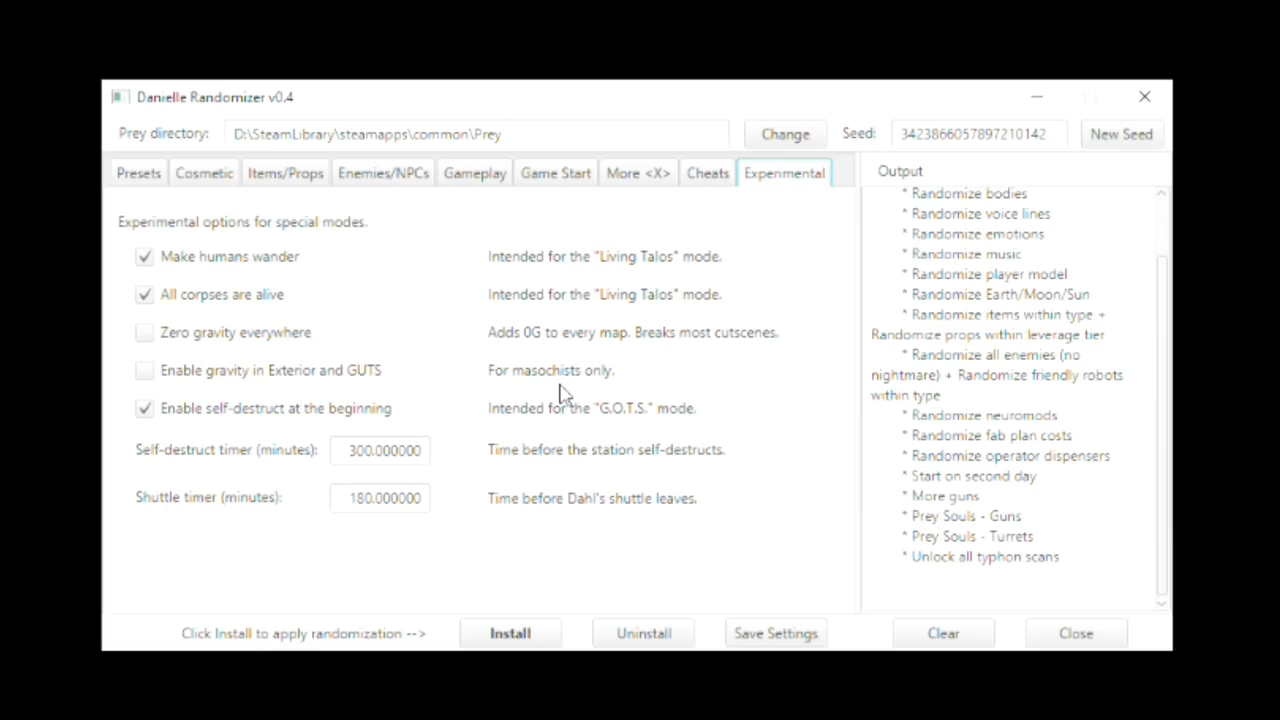 Danielle Randomizer v0.4
Prey directory: D:\SteamLibrary\steamapps\common\Prey Change Seed: 3423866057897210142 New Seed
Presets Cosmetic Items/Props Enemies/NPCs Gameplay Game Start More <X> Cheats Experimental
Experimental options for special modes.
Make humans wander Intended for the "Living Talos" mode.
All corpses are alive Intended for the "Living Talos" mode.
Zero gravity everywhere Adds 0G to every map. Breaks most cutscenes.
Enable gravity in Exterior and GUTS For masochists only.
Enable self-destruct at the beginning Intended for the "G.O.T.S." mode.
Self-destruct timer (minutes): 300.000000 Time before the station self-destructs.
Shuttle timer (minutes): 180.000000 Time before Dahl's shuttle leaves.
Output
* Randomize bodies
* Randomize voice lines
* Randomize emotions
* Randomize music
* Randomize player model
* Randomize Earth/Moon/Sun
* Randomize items within type +
Randomize props within leverage tier
* Randomize all enemies (no
nightmare) + Randomize friendly robots
within type
* Randomize neuromods
* Randomize fab plan costs
* Randomize operator dispensers
* Start on second day
* More guns
* Prey Souls - Guns
* Prey Souls - Turrets
* Unlock all typhon scans
Click Install to apply randomization --> Install Uninstall Save Settings Clear Close